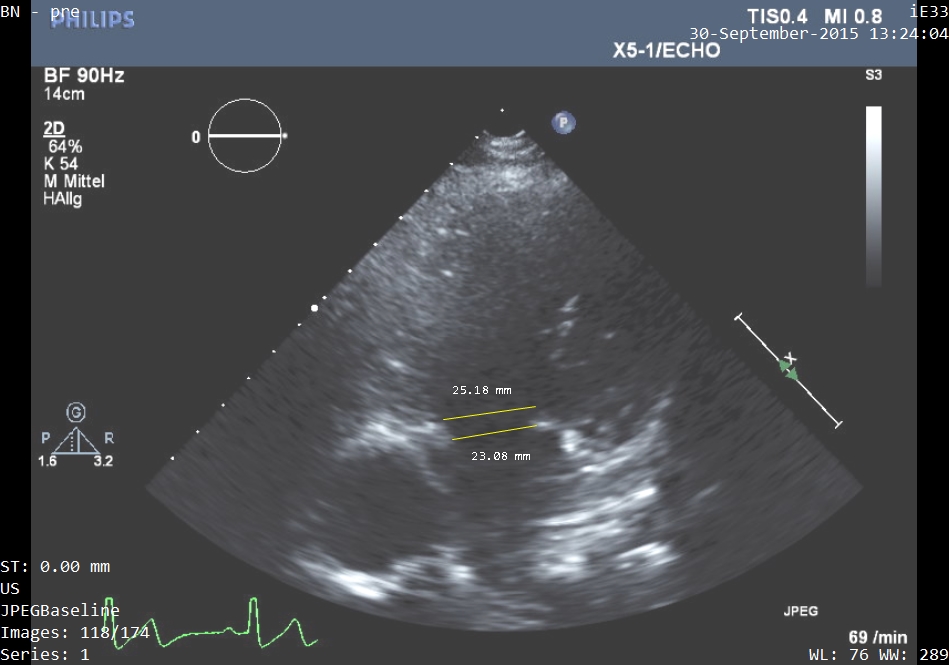 BN - pre
PHILIPS
TIS0.4 MI 0.8
iE33
30-September-2015 13:24:04
X5-1/ECHO
BF 90Hz
14cm
S3
P
0
2D
64%
K 54
M Mittel
HAllg
X
25.18 mm
23.08 mm
G
P R
1.6 3.2
ST: 0.00 mm
US
JPEGBaseline
Images: 118/174
Series: 1
JPEG
69 /min
WL: 76 WW: 289